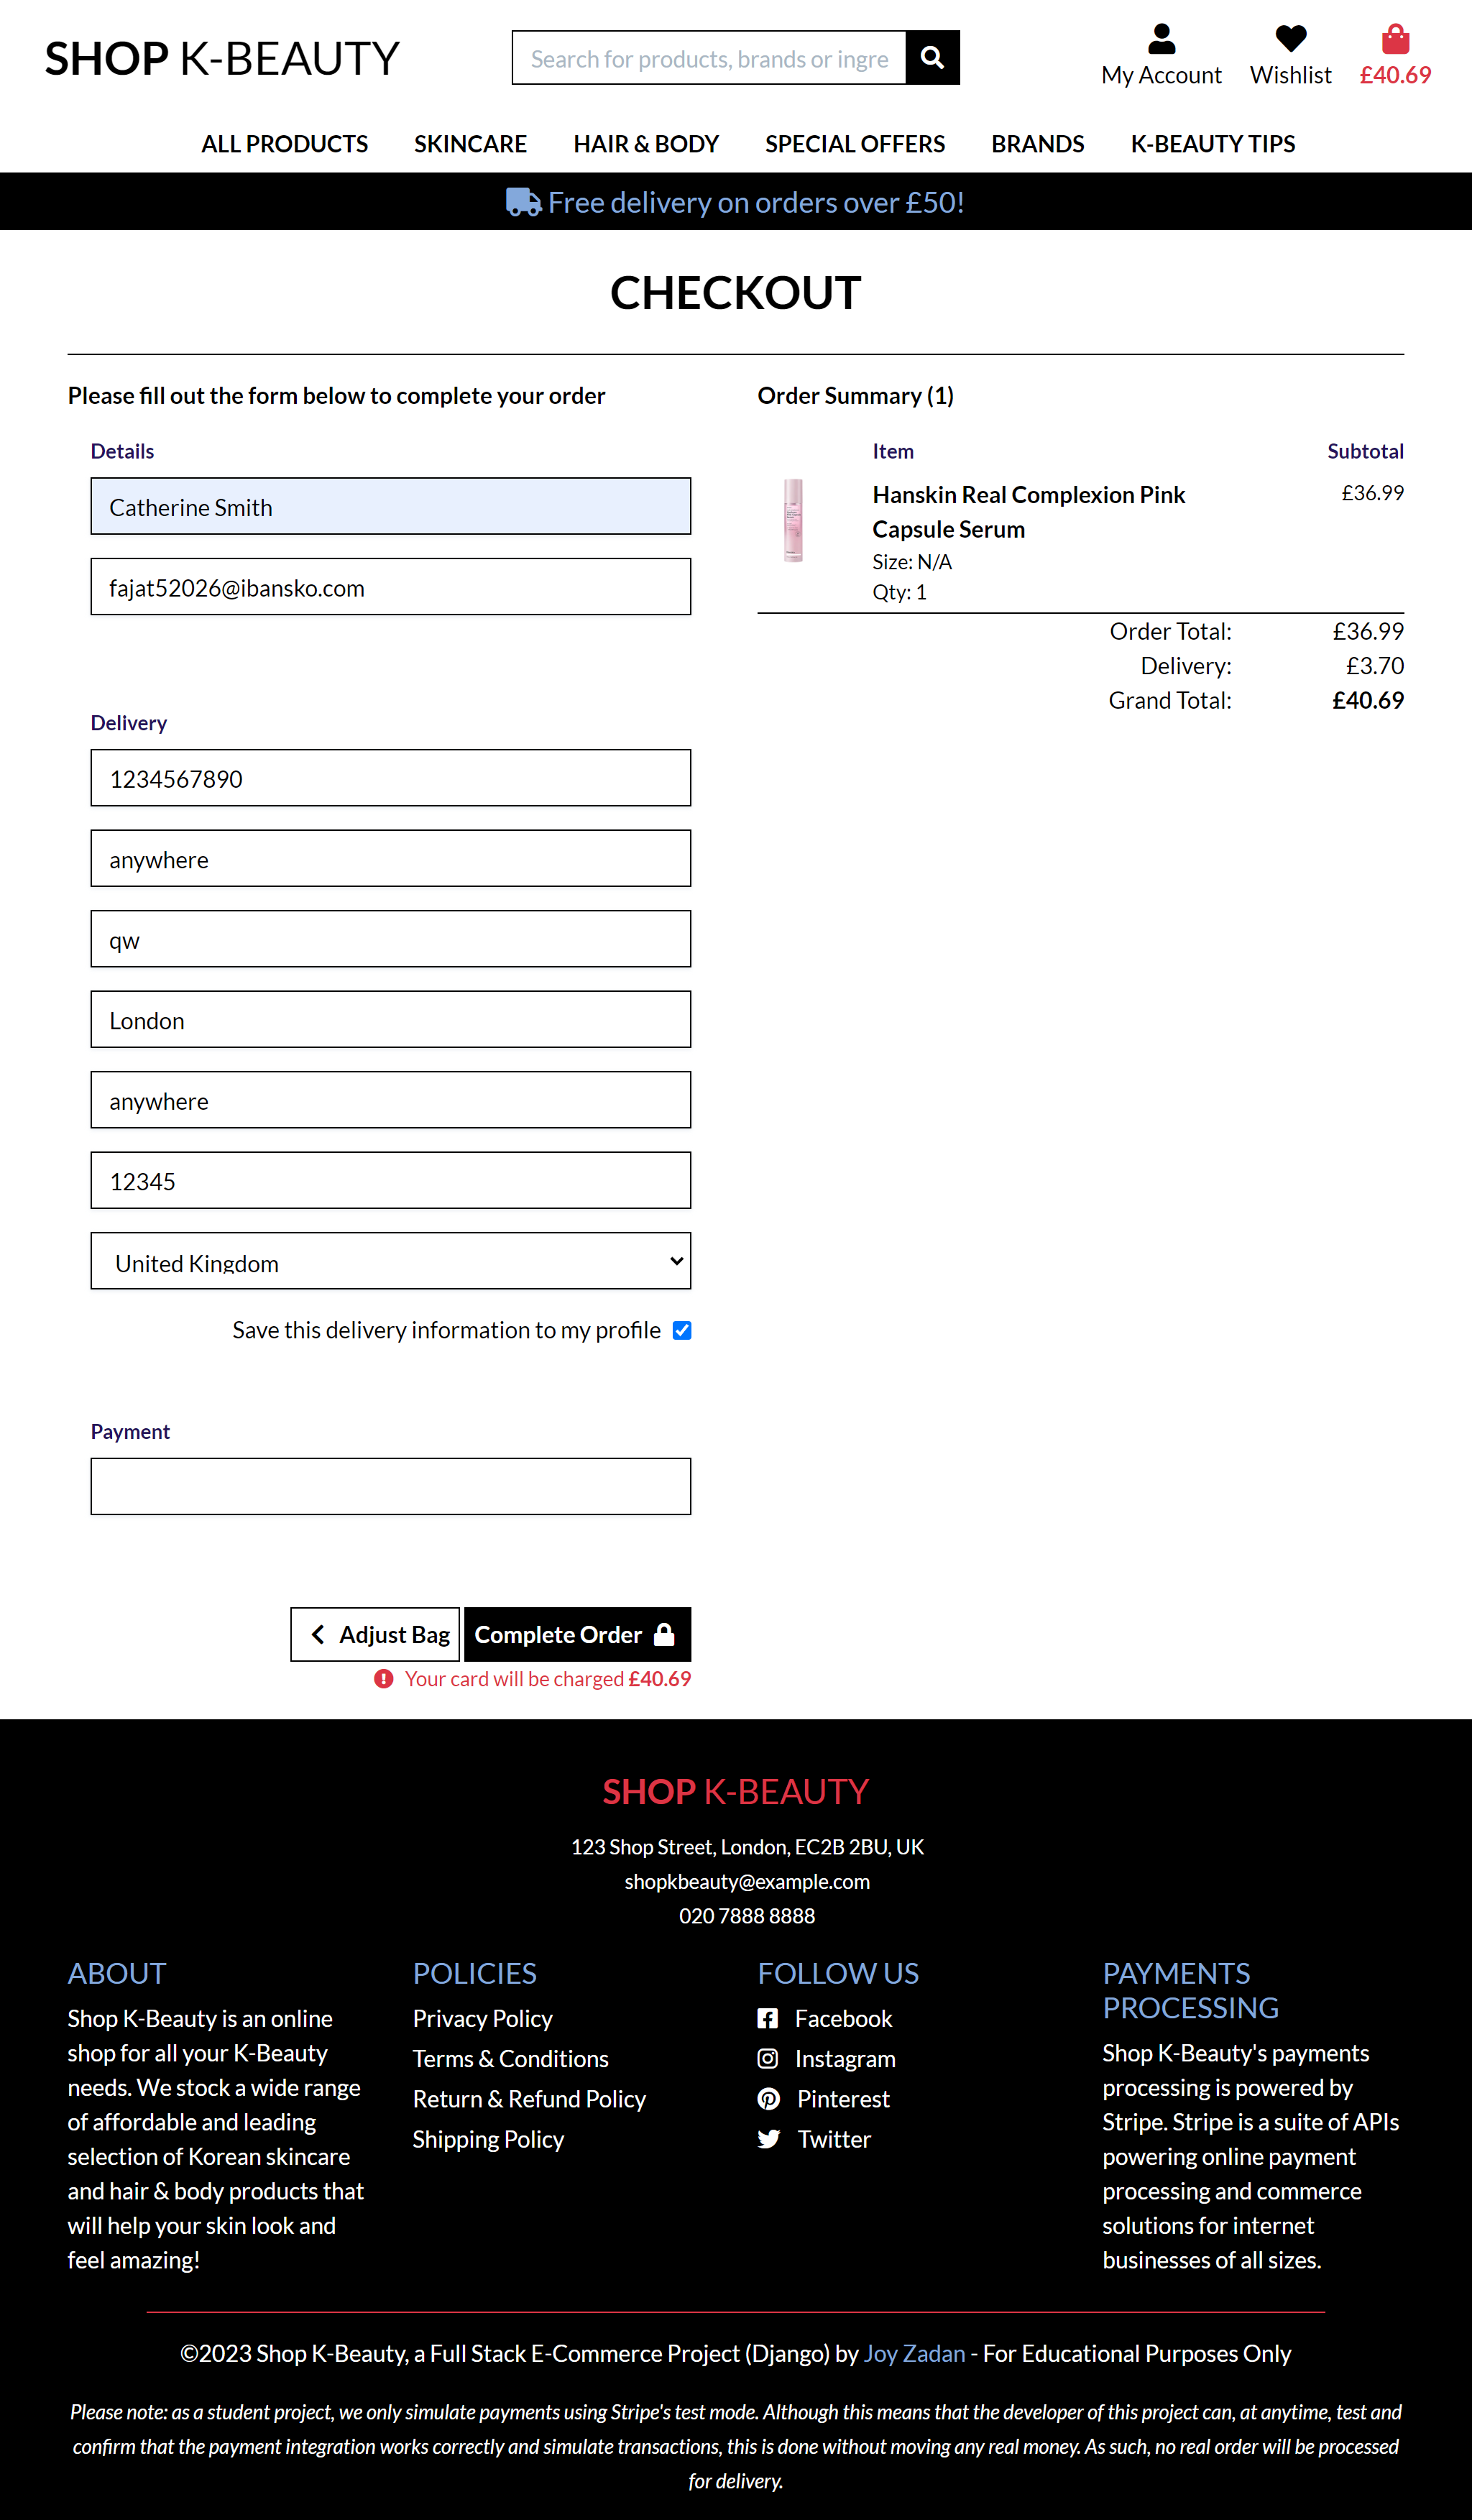 SHOP K-BEAUTY
Search for products, brands or ingre
My Account
Wishlist
£40.69
ALL PRODUCTS
SKINCARE
HAIR & BODY
SPECIAL OFFERS
BRANDS
K-BEAUTY TIPS
Free delivery on orders over £50!
CHECKOUT
Please fill out the form below to complete your order
Details
Catherine Smith
fajat52026@ibansko.com
Delivery
1234567890
anywhere
qw
London
anywhere
12345
United Kingdom
Save this delivery information to my profile
Payment
Adjust Bag
Complete Order
Your card will be charged £40.69
Order Summary (1)
Item
Subtotal
Hanskin Real Complexion Pink
Capsule Serum
£36.99
Size: N/A
Qty: 1
Order Total: £36.99
Delivery: £3.70
Grand Total: £40.69
SHOP K-BEAUTY
123 Shop Street, London, EC2B 2BU, UK
shopkbeauty@example.com
020 7888 8888
ABOUT
Shop K-Beauty is an online
shop for all your K-Beauty
needs. We stock a wide range
of affordable and leading
selection of Korean skincare
and hair & body products that
will help your skin look and
feel amazing!
POLICIES
Privacy Policy
Terms & Conditions
Return & Refund Policy
Shipping Policy
FOLLOW US
Facebook
Instagram
Pinterest
Twitter
PAYMENTS
PROCESSING
Shop K-Beauty's payments
processing is powered by
Stripe. Stripe is a suite of APIs
powering online payment
processing and commerce
solutions for internet
businesses of all sizes.
©2023 Shop K-Beauty, a Full Stack E-Commerce Project (Django) by Joy Zadan - For Educational Purposes Only
Please note: as a student project, we only simulate payments using Stripe's test mode. Although this means that the developer of this project can, at anytime, test and
confirm that the payment integration works correctly and simulate transactions, this is done without moving any real money. As such, no real order will be processed
for delivery.